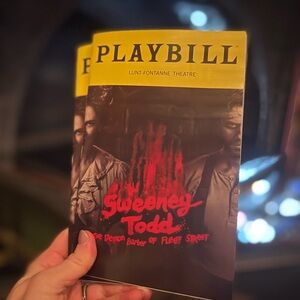 PLAYBILL
LUNT-FONTANNE THEATRE
Sweeney
Todd
THE DEMON BARBER OF FLEET STREET